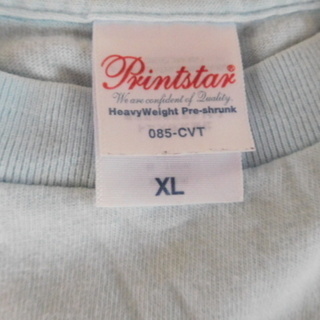 Printstar®
We are confident of Quality.
HeavyWeight Pre-shrunk
085-CVT
XL